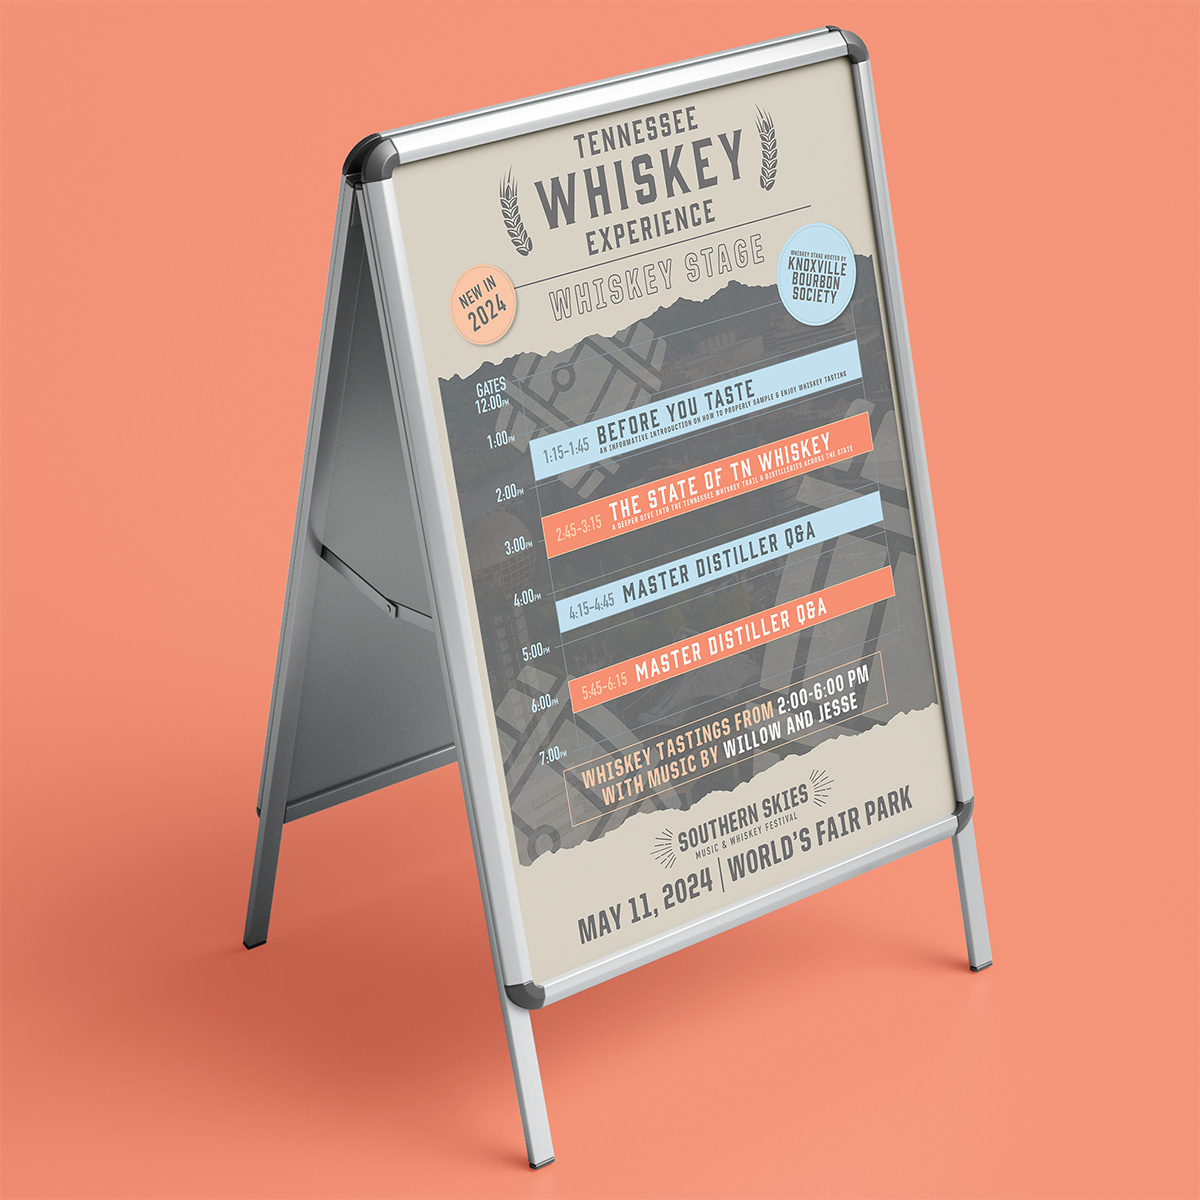 TENNESSEE
WHISKEY
EXPERIENCE
WHISKEY STAGE
NEW IN
2024
WHISKEY STAGE HOSTED BY
KNOXVILLE
BOURBON
SOCIETY
GATES
12:00PM
1:00PM
1:15-1:45 BEFORE YOU TASTE
AN INFORMATIVE INTRODUCTION ON HOW TO PROPERLY SAMPLE & ENJOY WHISKEY TASTING
2:00PM
2:45-3:15 THE STATE OF TN WHISKEY
A DEEPER DIVE INTO THE TENNESSEE WHISKEY TRAIL & DISTILLERIES ACROSS THE STATE
3:00PM
4:00PM
4:15-4:45 MASTER DISTILLER Q&A
5:00PM
5:45-6:15 MASTER DISTILLER Q&A
6:00PM
7:00PM
WHISKEY TASTINGS FROM 2:00-6:00 PM
WITH MUSIC BY WILLOW AND JESSE
SOUTHERN SKIES
MUSIC & WHISKEY FESTIVAL
MAY 11, 2024 | WORLD'S FAIR PARK